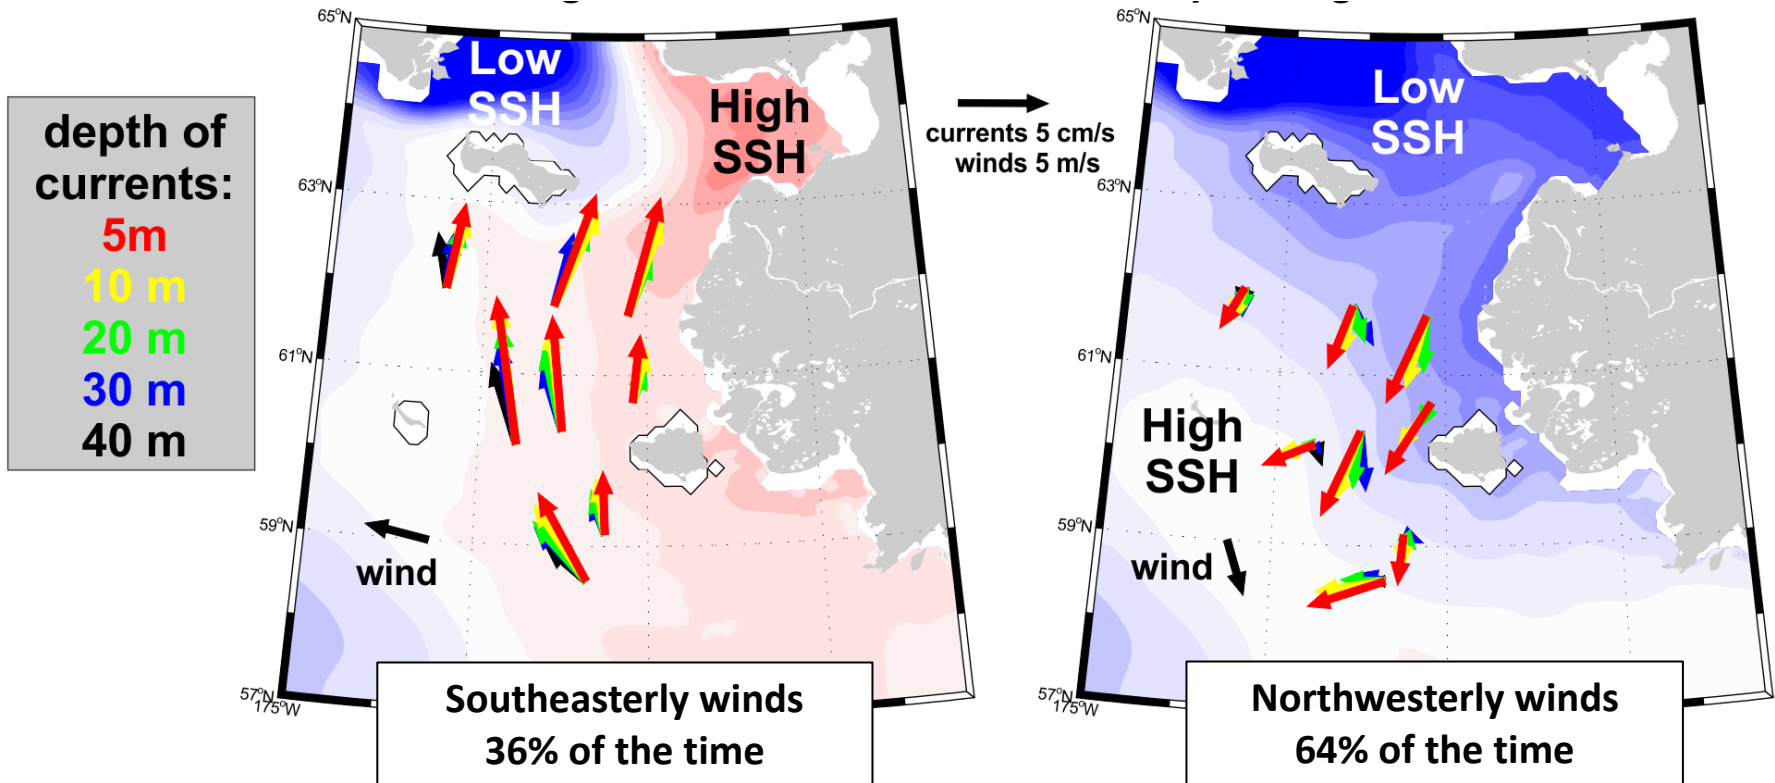 depth of
currents:
5m
10 m
20 m
30 m
40 m
65°N
63°N
61°N
59°N
57°N
175°W
Low
SSH
High
SSH
wind
Southeasterly winds
36% of the time
currents 5 cm/s
winds 5 m/s
65°N
63°N
61°N
59°N
57°N
175°W
Low
SSH
High
SSH
wind
Northwesterly winds
64% of the time